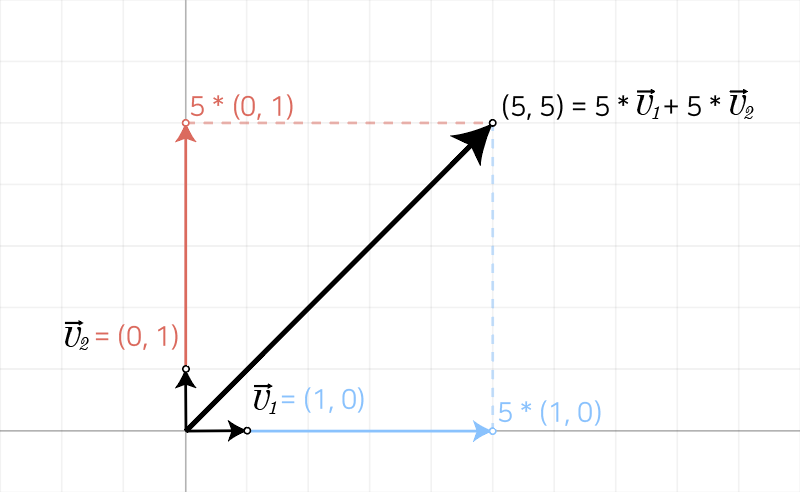 5 * (0, 1)
(5, 5) = 5 * v⃗₁ + 5 * v⃗₂
v⃗₂ = (0, 1)
v⃗₁ = (1, 0)
5 * (1, 0)